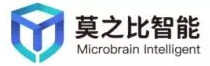 莫之比智能
Microbrain Intelligent